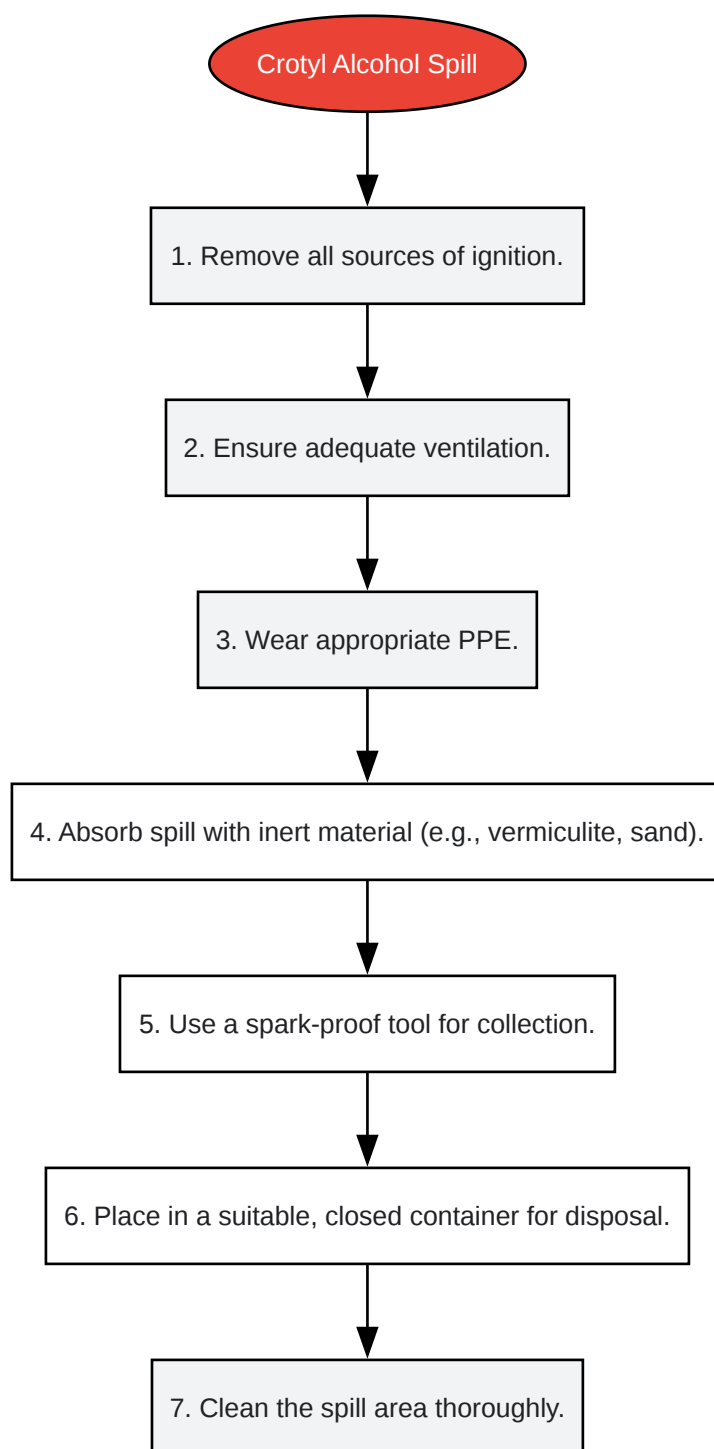 Crotyl Alcohol Spill
1. Remove all sources of ignition.
2. Ensure adequate ventilation.
3. Wear appropriate PPE.
4. Absorb spill with inert material (e.g., vermiculite, sand).
5. Use a spark-proof tool for collection.
6. Place in a suitable, closed container for disposal.
7. Clean the spill area thoroughly.